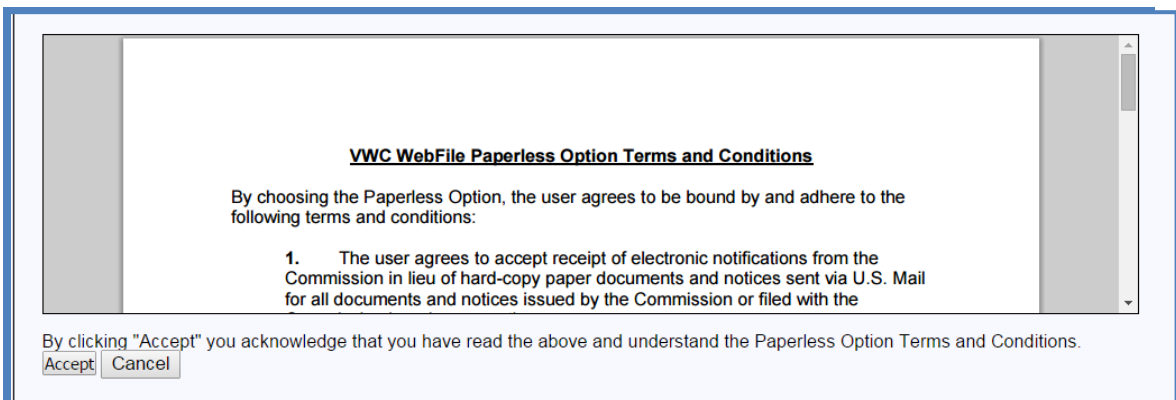 VWC WebFile Paperless Option Terms and Conditions
By choosing the Paperless Option, the user agrees to be bound by and adhere to the
following terms and conditions:
1. The user agrees to accept receipt of electronic notifications from the
Commission in lieu of hard-copy paper documents and notices sent via U.S. Mail
for all documents and notices issued by the Commission or filed with the
By clicking "Accept" you acknowledge that you have read the above and understand the Paperless Option Terms and Conditions.
Accept Cancel